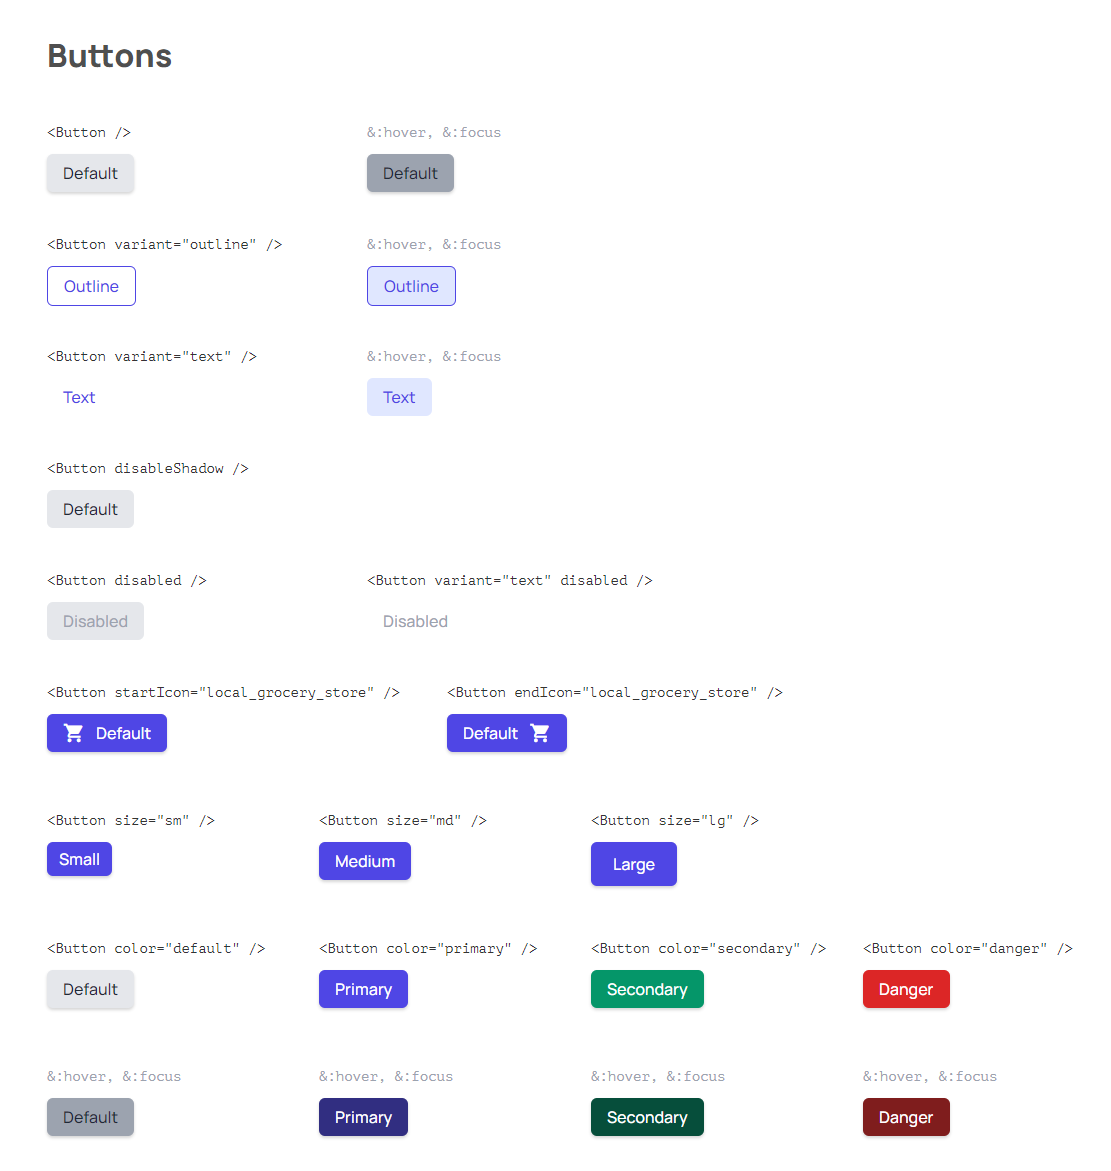 Buttons
<Button /> &:hover, &:focus
Default Default
<Button variant="outline" /> &:hover, &:focus
Outline Outline
<Button variant="text" /> &:hover, &:focus
Text Text
<Button disableShadow />
Default
<Button disabled /> <Button variant="text" disabled />
Disabled Disabled
<Button startIcon="local_grocery_store" /> <Button endIcon="local_grocery_store" />
Default Default
<Button size="sm" /> <Button size="md" /> <Button size="lg" />
Small Medium Large
<Button color="default" /> <Button color="primary" /> <Button color="secondary" /> <Button color="danger" />
Default Primary Secondary Danger
&:hover, &:focus &:hover, &:focus &:hover, &:focus &:hover, &:focus
Default Primary Secondary Danger